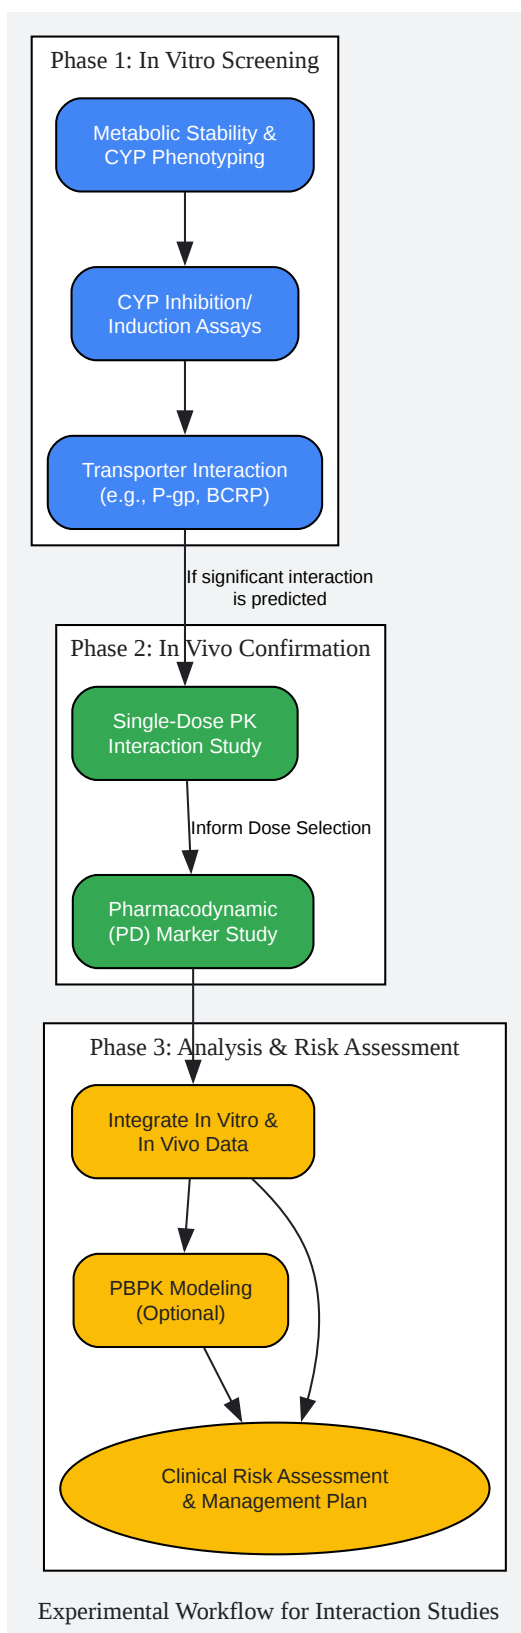 Phase 1: In Vitro Screening
Metabolic Stability &
CYP Phenotyping
CYP Inhibition/
Induction Assays
Transporter Interaction
(e.g., P-gp, BCRP)
If significant interaction
is predicted
Phase 2: In Vivo Confirmation
Single-Dose PK
Interaction Study
Inform Dose Selection
Pharmacodynamic
(PD) Marker Study
Phase 3: Analysis & Risk Assessment
Integrate In Vitro &
In Vivo Data
PBPK Modeling
(Optional)
Clinical Risk Assessment
& Management Plan
Experimental Workflow for Interaction Studies